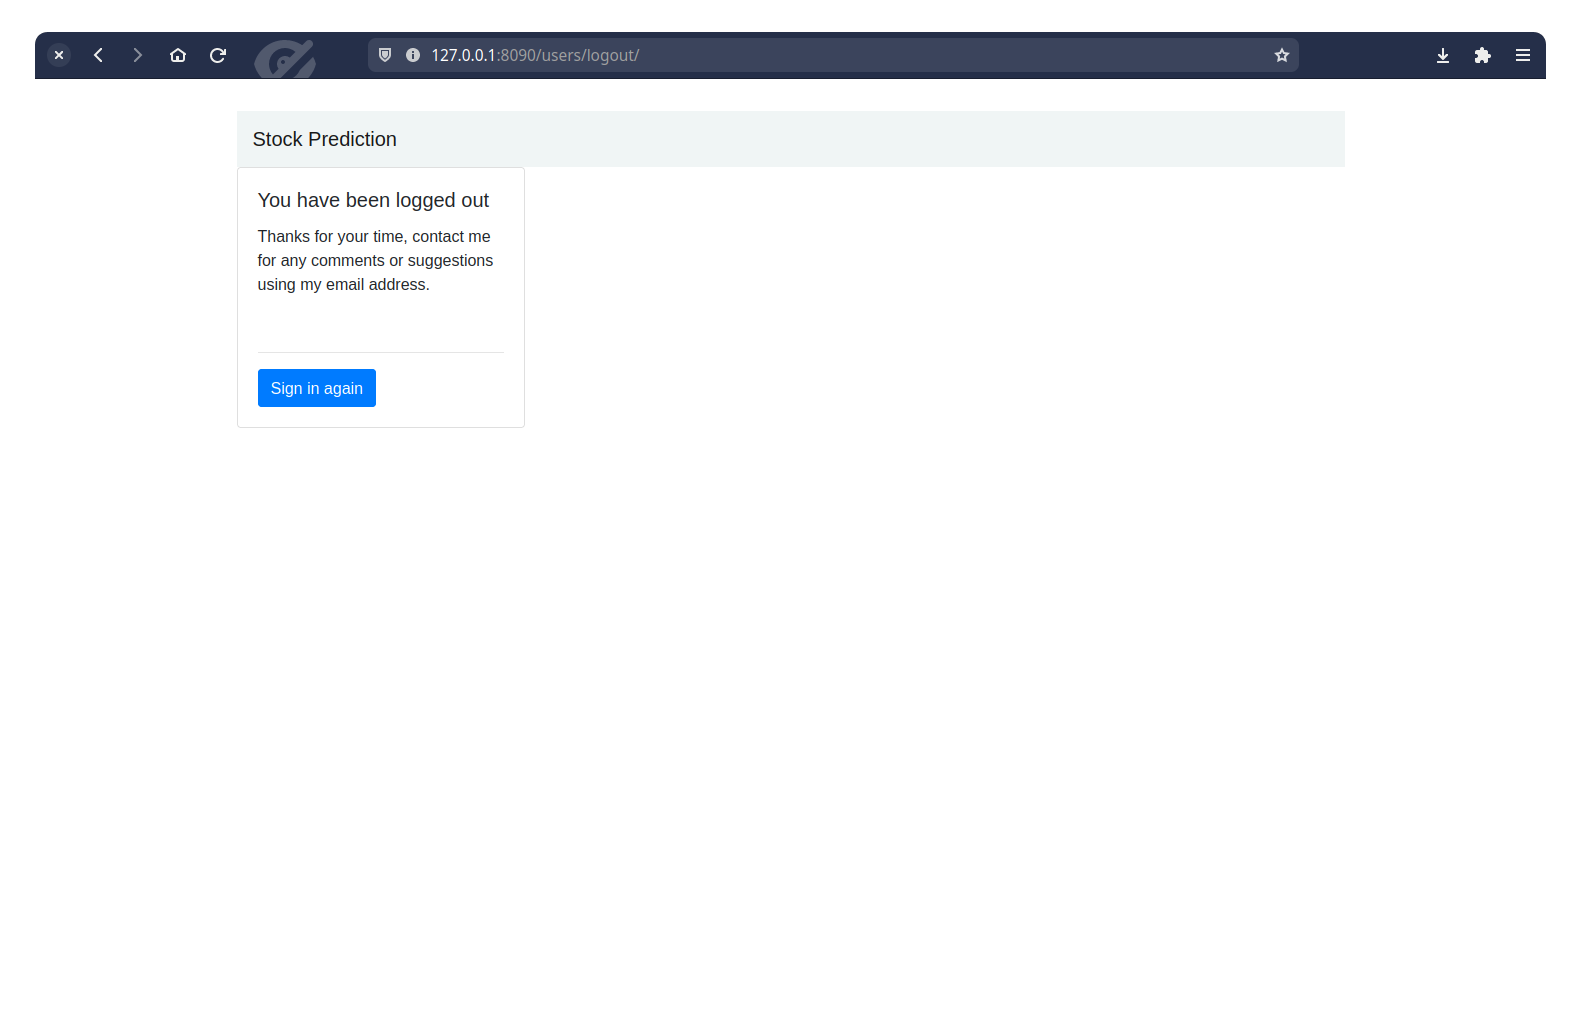 127.0.0.1:8090/users/logout/
Stock Prediction
You have been logged out
Thanks for your time, contact me
for any comments or suggestions
using my email address.
Sign in again